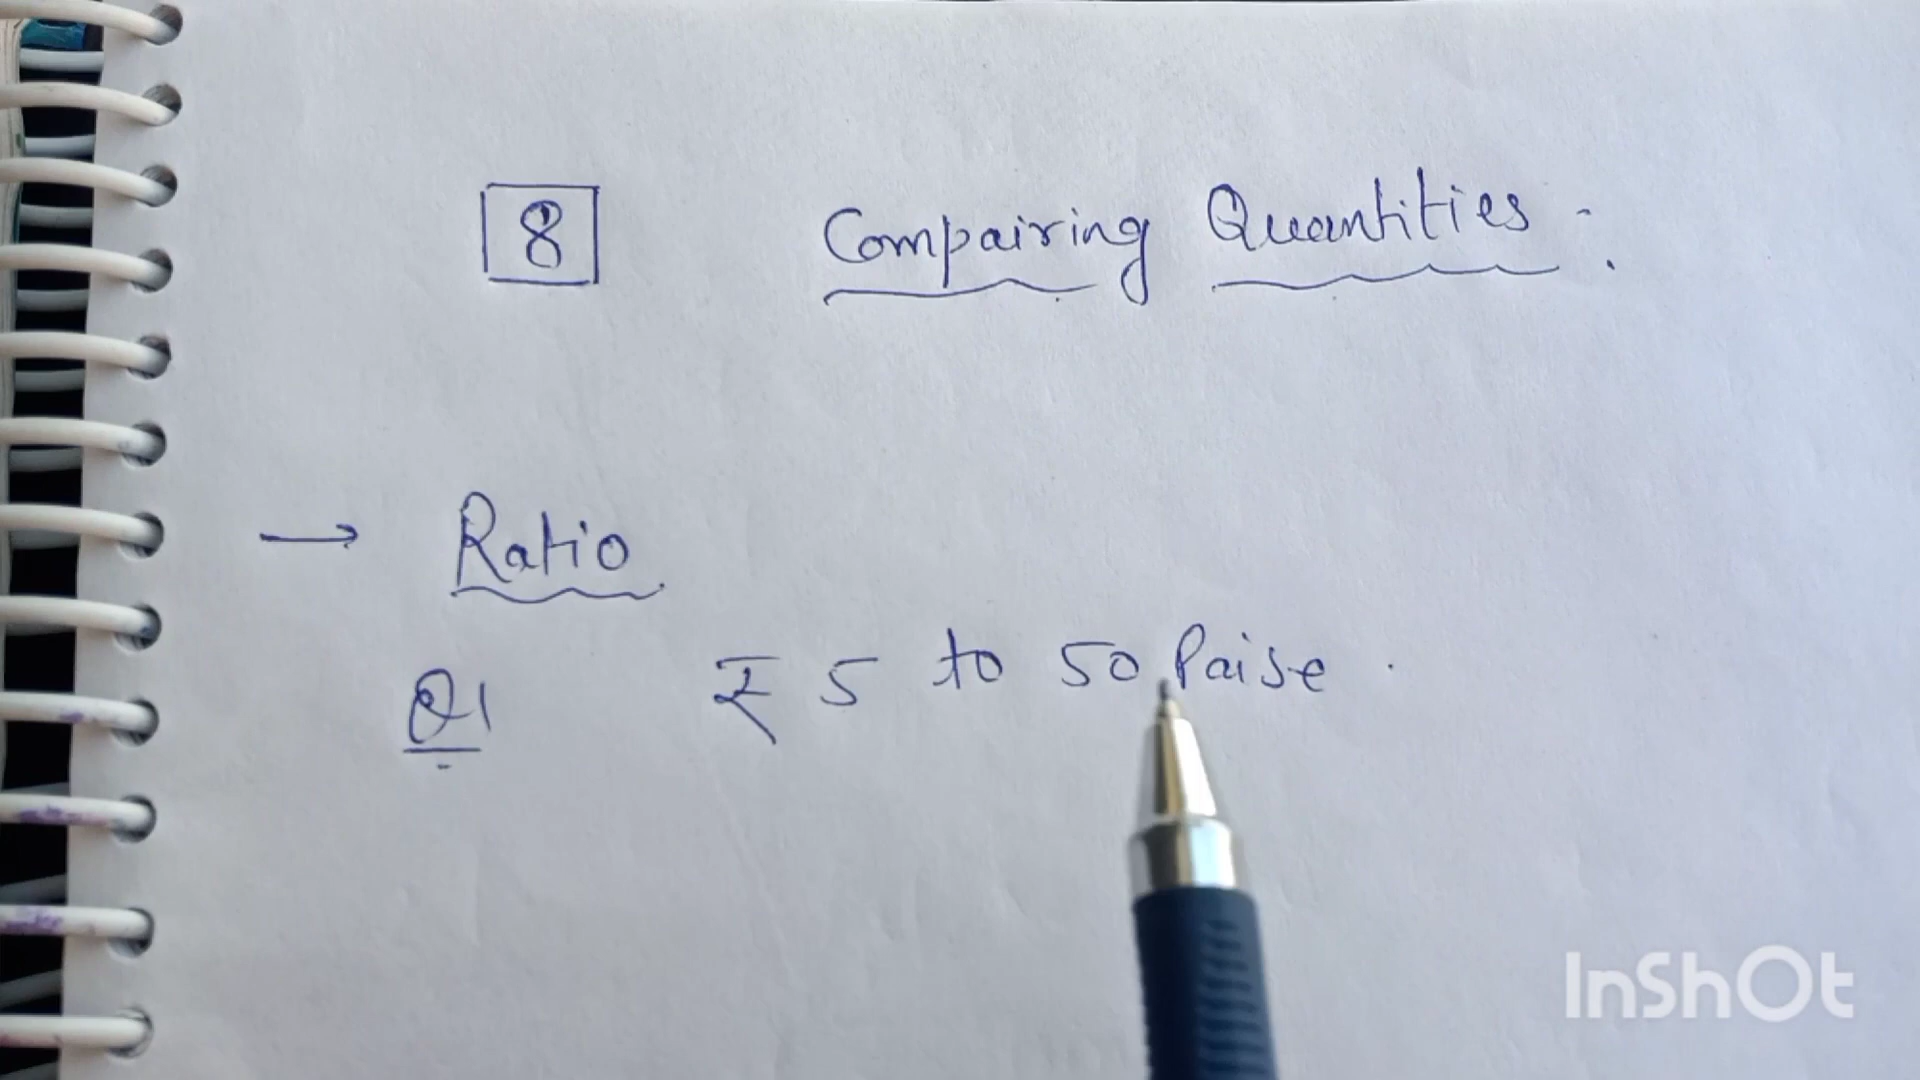 8 Compairing Quantities .
→ Ratio
Q1 ₹ 5 to 50 Paise .
InShOt